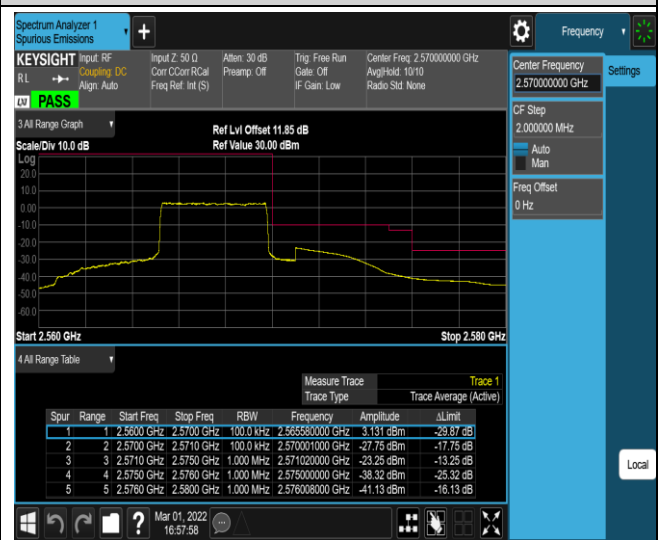 Spectrum Analyzer 1
Spurious Emissions
Frequency
KEYSIGHT
Input: RF
Input Z: 50 Ω
Atten: 30 dB
Trig: Free Run
Center Freq: 2.570000000 GHz
RL
Coupling: DC
Corr CCorr RCal
Preamp: Off
Gate: Off
Avg|Hold: 10/10
Align: Auto
Freq Ref: Int (S)
IF Gain: Low
Radio Std: None
PASS
3 All Range Graph
Ref Lvl Offset 11.85 dB
Scale/Div 10.0 dB
Ref Value 30.00 dBm
Log
20.0
10.0
0.00
-10.0
-20.0
-30.0
-40.0
-50.0
-60.0
Start 2.560 GHz
Stop 2.580 GHz
4 All Range Table
Measure Trace Trace 1
Trace Type Trace Average (Active)
Spur Range Start Freq Stop Freq RBW Frequency Amplitude ΔLimit
1 1 2.5600 GHz 2.5700 GHz 100.0 kHz 2.565580000 GHz 3.131 dBm -29.87 dB
2 2 2.5700 GHz 2.5710 GHz 100.0 kHz 2.570001000 GHz -27.75 dBm -17.75 dB
3 3 2.5710 GHz 2.5750 GHz 1.000 MHz 2.571020000 GHz -23.25 dBm -13.25 dB
4 4 2.5750 GHz 2.5760 GHz 1.000 MHz 2.575000000 GHz -38.32 dBm -25.32 dB
5 5 2.5760 GHz 2.5800 GHz 1.000 MHz 2.576008000 GHz -41.13 dBm -16.13 dB
Mar 01, 2022
16:57:58
Center Frequency
2.570000000 GHz
Settings
CF Step
2.000000 MHz
Auto
Man
Freq Offset
0 Hz
Local